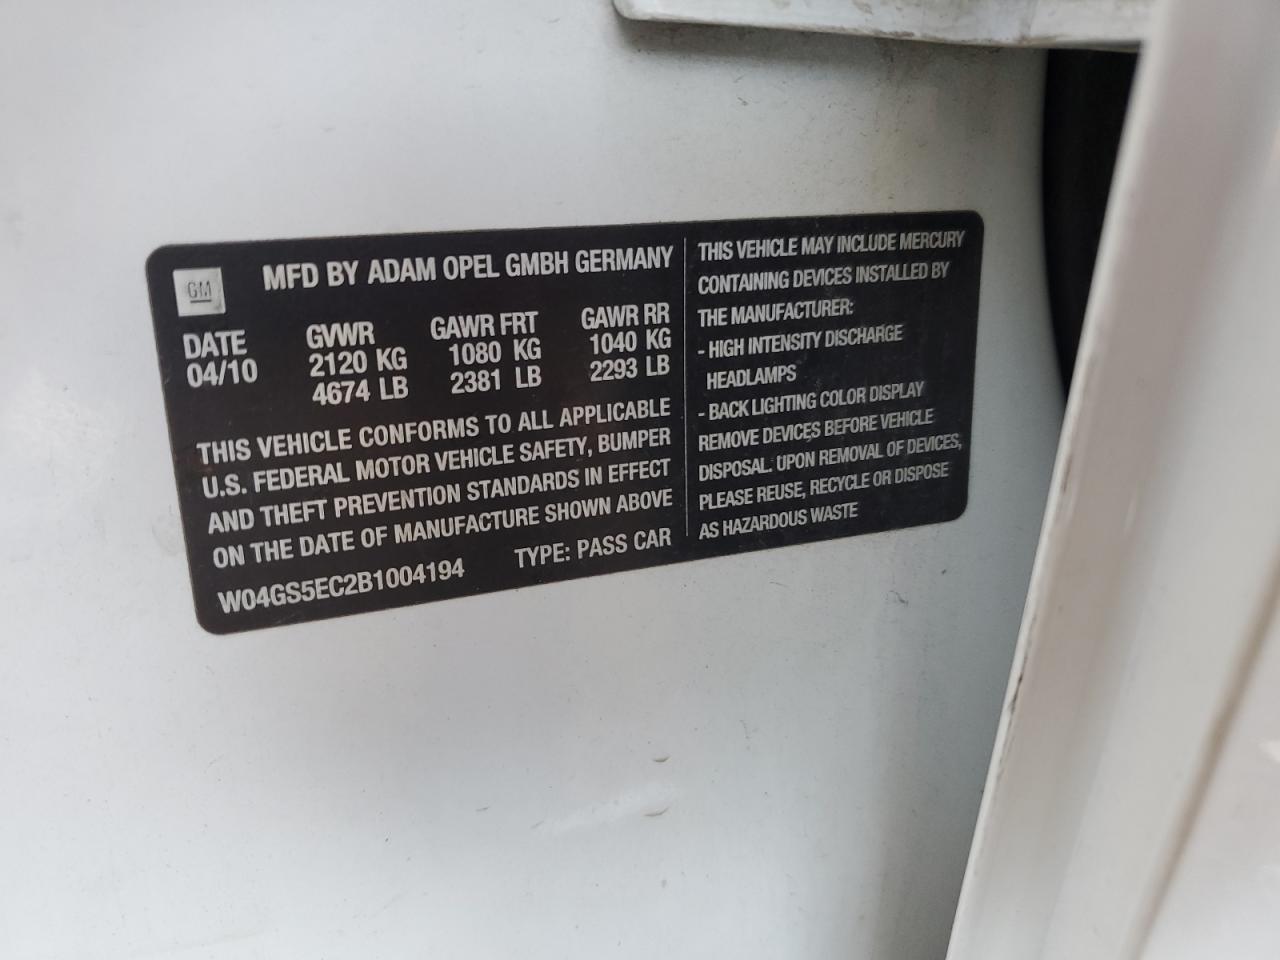 GM
MFD BY ADAM OPEL GMBH GERMANY
DATE GVWR GAWR FRT GAWR RR
04/10 2120 KG 1080 KG 1040 KG
4674 LB 2381 LB 2293 LB
THIS VEHICLE CONFORMS TO ALL APPLICABLE
U.S. FEDERAL MOTOR VEHICLE SAFETY, BUMPER
AND THEFT PREVENTION STANDARDS IN EFFECT
ON THE DATE OF MANUFACTURE SHOWN ABOVE
W04GS5EC2B1004194 TYPE: PASS CAR
THIS VEHICLE MAY INCLUDE MERCURY
CONTAINING DEVICES INSTALLED BY
THE MANUFACTURER:
- HIGH INTENSITY DISCHARGE
HEADLAMPS
- BACK LIGHTING COLOR DISPLAY
REMOVE DEVICES BEFORE VEHICLE
DISPOSAL. UPON REMOVAL OF DEVICES,
PLEASE REUSE, RECYCLE OR DISPOSE
AS HAZARDOUS WASTE